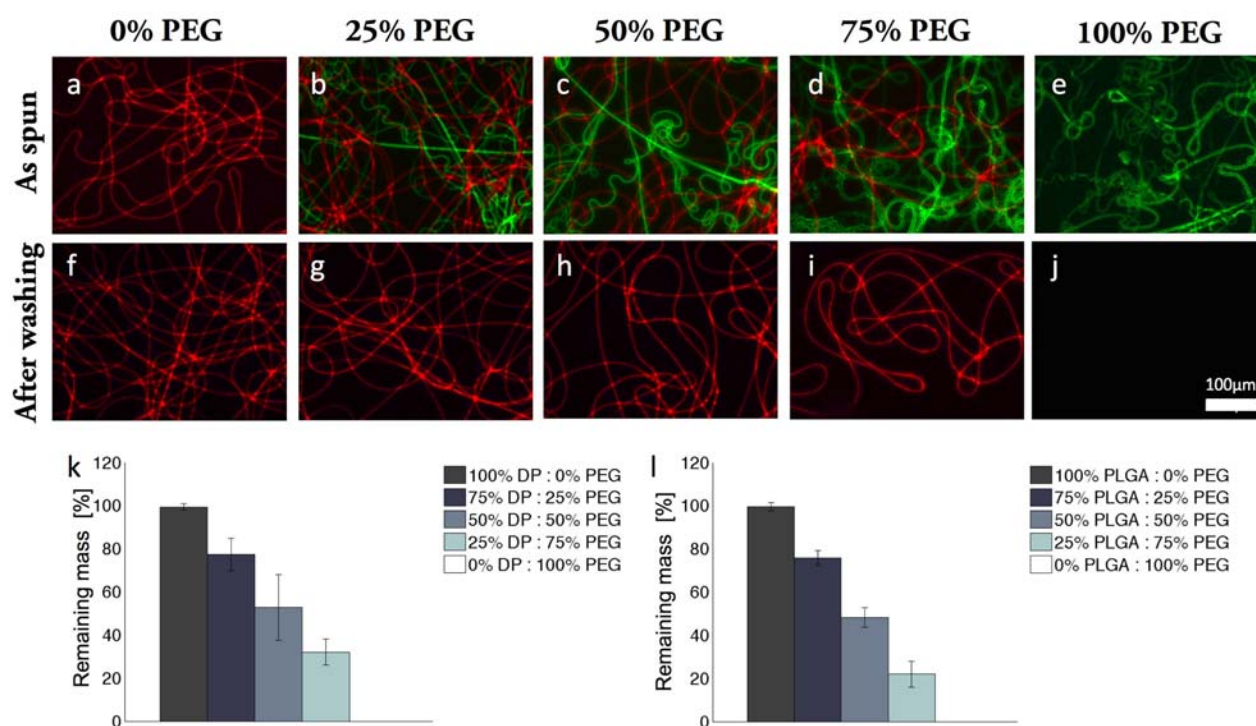 0% PEG 25% PEG 50% PEG 75% PEG 100% PEG
As spun
a b c d e
After washing
f g h i j
100µm
k
Remaining mass [%]
120
100
80
60
40
20
0
100% DP : 0% PEG
75% DP : 25% PEG
50% DP : 50% PEG
25% DP : 75% PEG
0% DP : 100% PEG
l
Remaining mass [%]
120
100
80
60
40
20
0
100% PLGA : 0% PEG
75% PLGA : 25% PEG
50% PLGA : 50% PEG
25% PLGA : 75% PEG
0% PLGA : 100% PEG